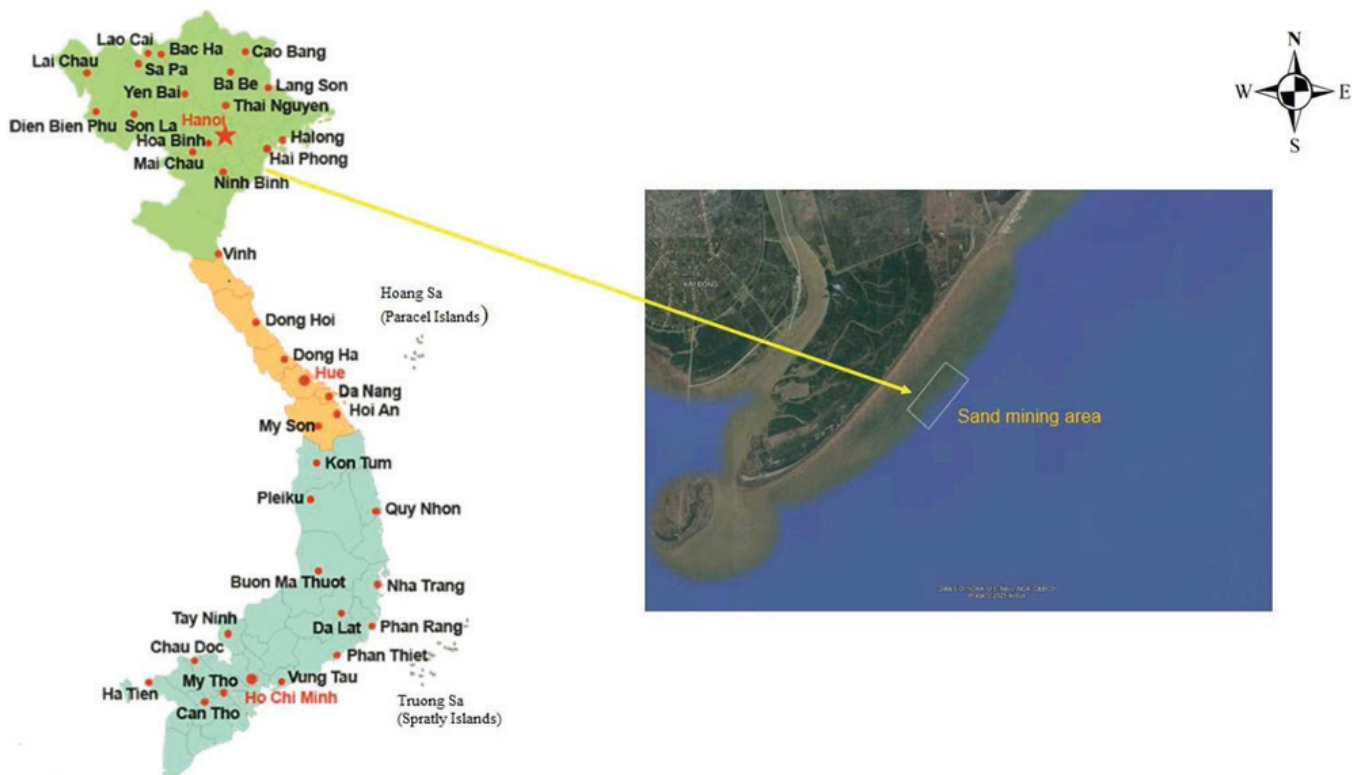 Lao Cai
Bac Ha
Cao Bang
Lai Chau
Sa Pa
Ba Be
Lang Son
Yen Bai
Thai Nguyen
Dien Bien Phu
Son La
Hanoi
Hoa Binh
Halong
Mai Chau
Hai Phong
Ninh Binh
Vinh
Hoang Sa
(Paracel Islands)
Dong Hoi
Dong Ha
Hue
Da Nang
Hoi An
My Son
Kon Tum
Pleiku
Quy Nhon
Buon Ma Thuot
Nha Trang
Tay Ninh
Da Lat
Phan Rang
Chau Doc
Phan Thiet
My Tho
Vung Tau
Ha Tien
Ho Chi Minh
Can Tho
Truong Sa
(Spratly Islands)
N
W
E
S
KIM ĐÔNG
Sand mining area